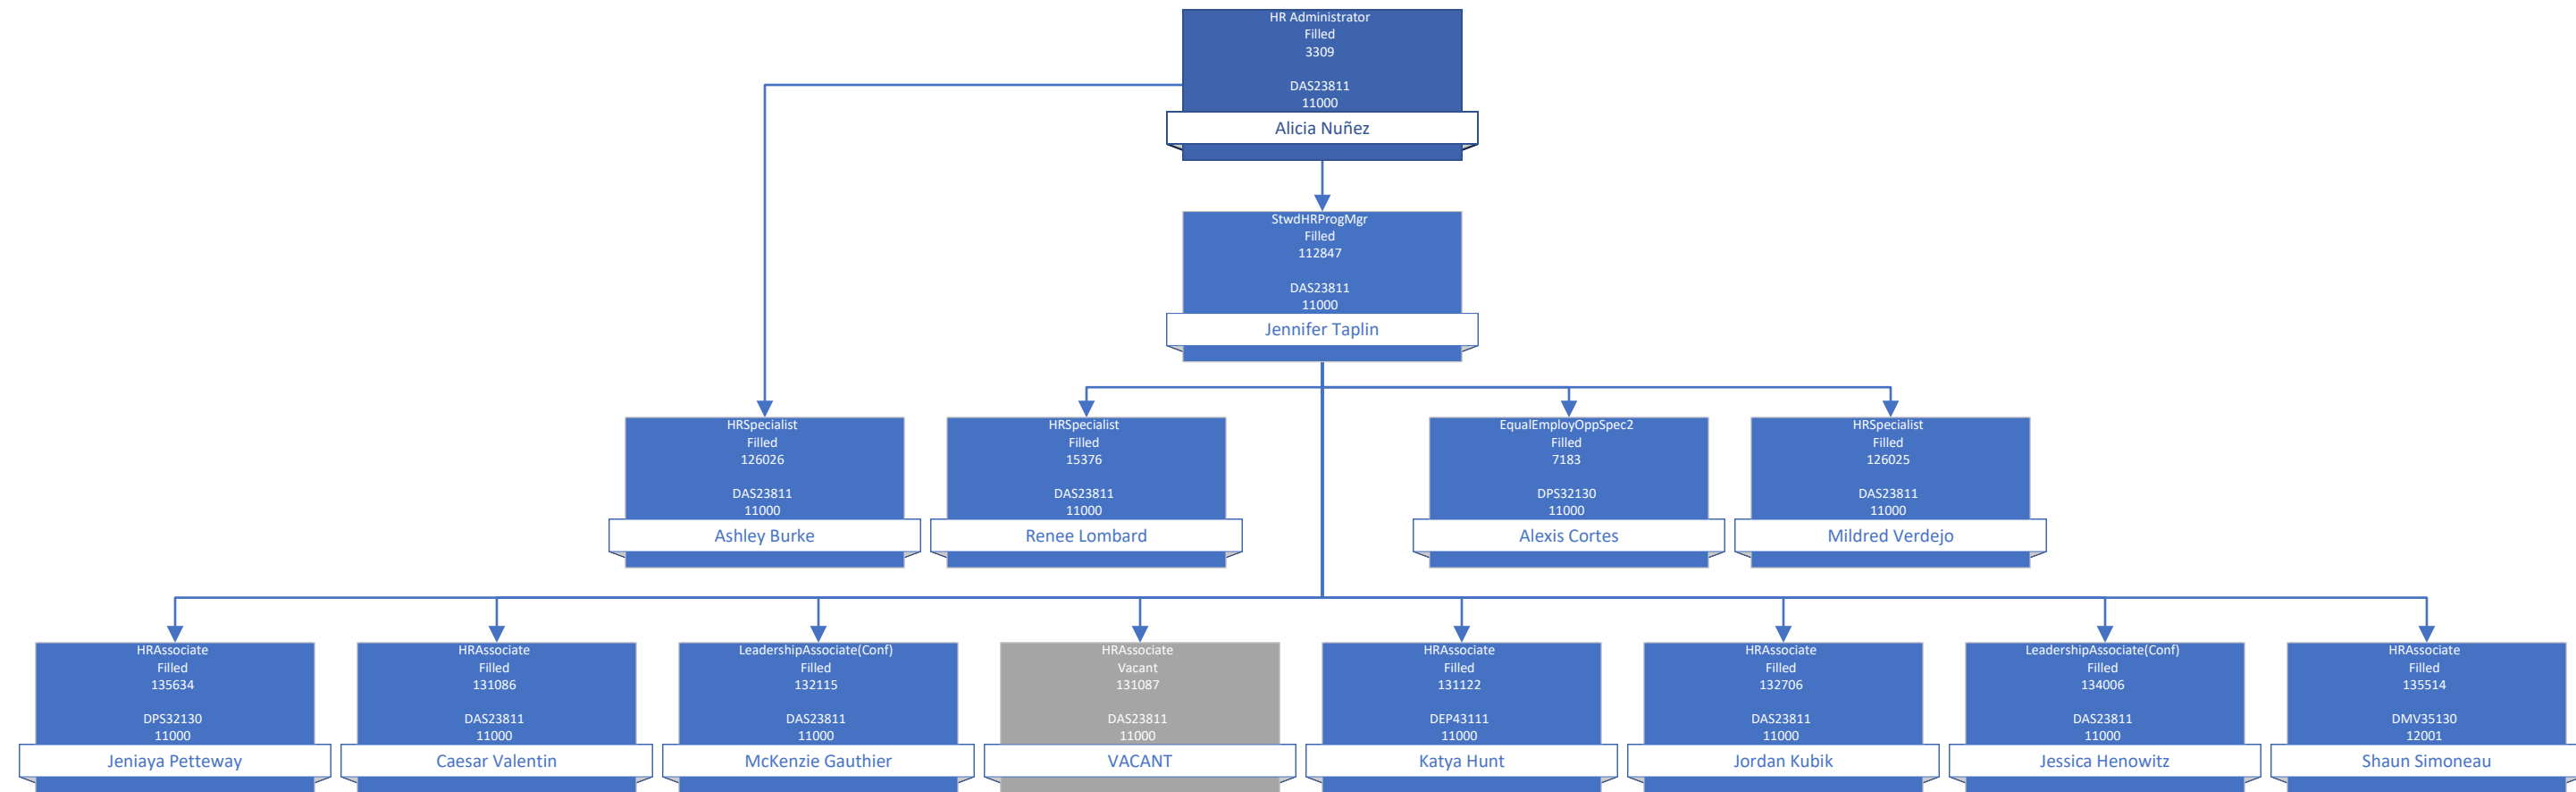 HR Administrator
Filled
3309
DAS23811
11000
Alicia Nuñez
StwdHRProgMgr
Filled
112847
DAS23811
11000
Jennifer Taplin
HRSpecialist
Filled
126026
DAS23811
11000
Ashley Burke
HRSpecialist
Filled
15376
DAS23811
11000
Renee Lombard
EqualEmployOppSpec2
Filled
7183
DPS32130
11000
Alexis Cortes
HRSpecialist
Filled
126025
DAS23811
11000
Mildred Verdejo
HRAssociate
Filled
135634
DPS32130
11000
Jeniaya Petteway
HRAssociate
Filled
131086
DAS23811
11000
Caesar Valentin
LeadershipAssociate(Conf)
Filled
132115
DAS23811
11000
McKenzie Gauthier
HRAssociate
Vacant
131087
DAS23811
11000
VACANT
HRAssociate
Filled
131122
DEP43111
11000
Katya Hunt
HRAssociate
Filled
132706
DAS23811
11000
Jordan Kubik
LeadershipAssociate(Conf)
Filled
134006
DAS23811
11000
Jessica Henowitz
HRAssociate
Filled
135514
DMV35130
12001
Shaun Simoneau